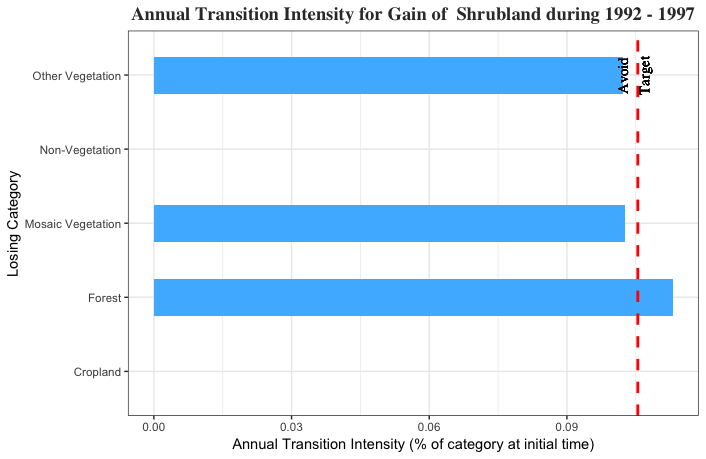 Annual Transition Intensity for Gain of  Shrubland during 1992 - 1997
Losing Category
Other Vegetation
Non-Vegetation
Mosaic Vegetation
Forest
Cropland
Avoid
Target
0.00 0.03 0.06 0.09
Annual Transition Intensity (% of category at initial time)